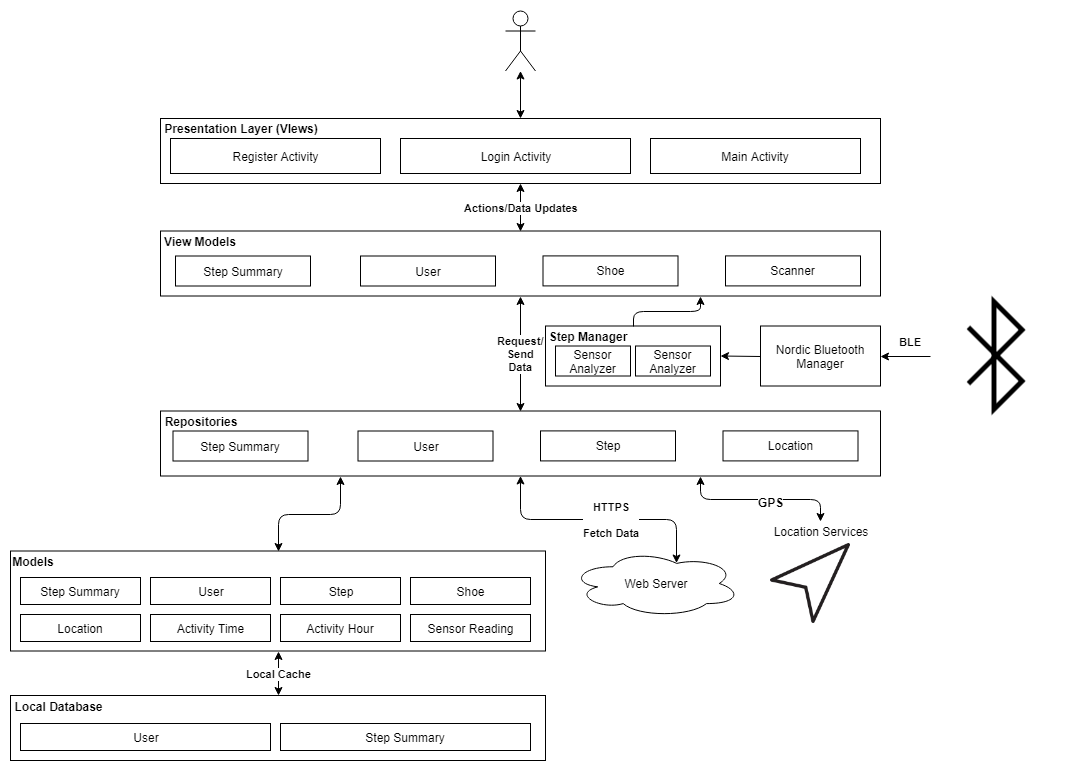 Presentation Layer (VIews)
Register Activity
Login Activity
Main Activity
Actions/Data Updates
View Models
Step Summary
User
Shoe
Scanner
Request/
Send
Data
Step Manager
Sensor
Analyzer
Sensor
Analyzer
Nordic Bluetooth
Manager
BLE
Repositories
Step Summary
User
Step
Location
HTTPS
Fetch Data
GPS
Location Services
Web Server
Models
Step Summary
User
Step
Shoe
Location
Activity Time
Activity Hour
Sensor Reading
Local Cache
Local Database
User
Step Summary